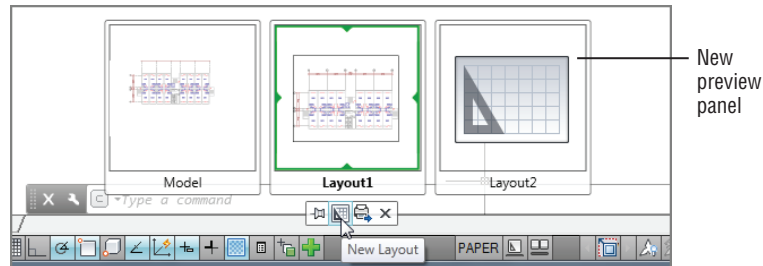 New
preview
panel
Model
Layout1
Layout2
Type a command
New Layout
PAPER